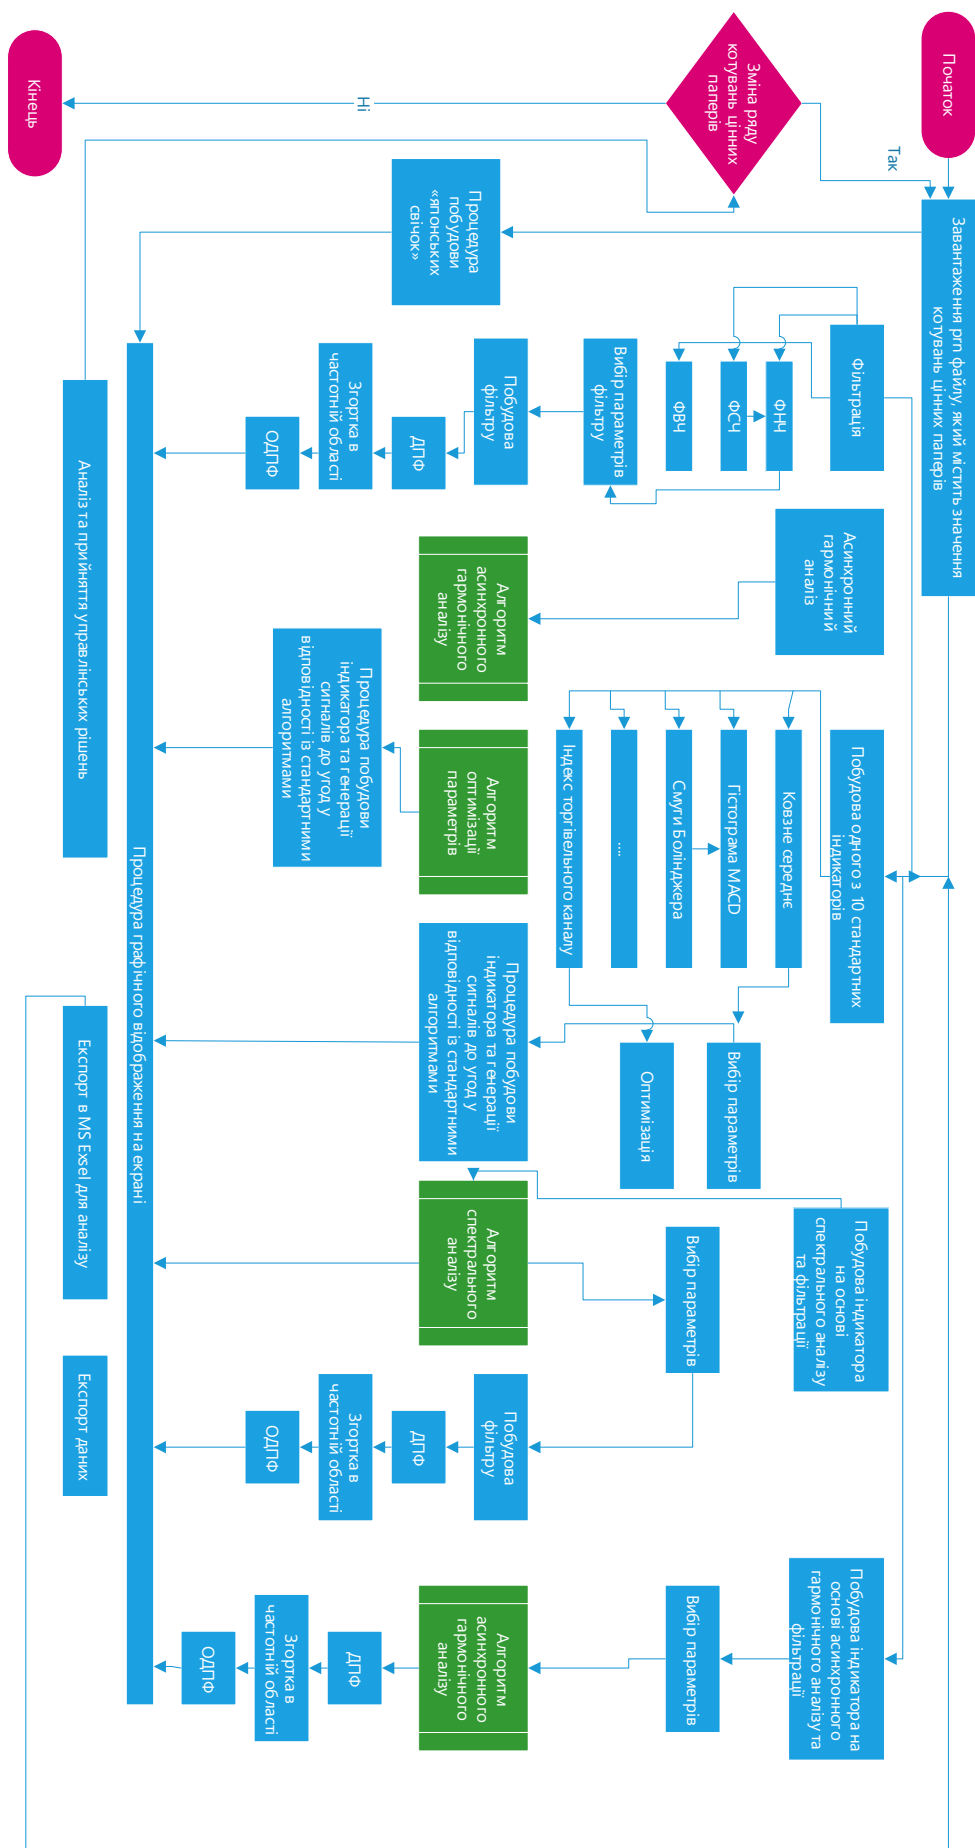 Початок
Зміна ряду
котувань цінних
паперів
Кінець
Так
Ні
Завантаження prn файлу, який містить значення
котувань цінних паперів
Процедура
побудови
«японських
свічок»
Фільтрація
ФНЧ
ФСЧ
ФВЧ
Вибір параметрів
фільтру
Побудова
фільтру
ДПФ
Згортка в
частотній області
ОДПФ
Асинхронний
гармонічний
аналіз
Алгоритм
асинхронного
гармонічного
аналізу
Побудова одного з 10 стандартних
індикаторів
Ковзне середнє
Гістограма MACD
Смуги Болінджера
....
Індекс торгівельного каналу
Алгоритм
оптимізації
параметрів
Процедура побудови
індикатора та генерації
сигналів до угод у
відповідності із стандартними
алгоритмами
Вибір параметрів
Оптимізація
Процедура побудови
індикатора та генерації
сигналів до угод у
відповідності із стандартними
алгоритмами
Побудова індикатора
на основі
спектрального аналізу
та фільтрації
Алгоритм
спектрального
аналізу
Вибір параметрів
Побудова
фільтру
ДПФ
Згортка в
частотній області
ОДПФ
Побудова індикатора на
основі асинхронного
гармонічного аналізу та
фільтрації
Вибір параметрів
Алгоритм
асинхронного
гармонічного
аналізу
ДПФ
Згортка в
частотній області
ОДПФ
Процедура графічного відображення на екрані
Аналіз та прийняття управлінських рішень
Експорт в MS Exsel для аналізу
Експорт даних